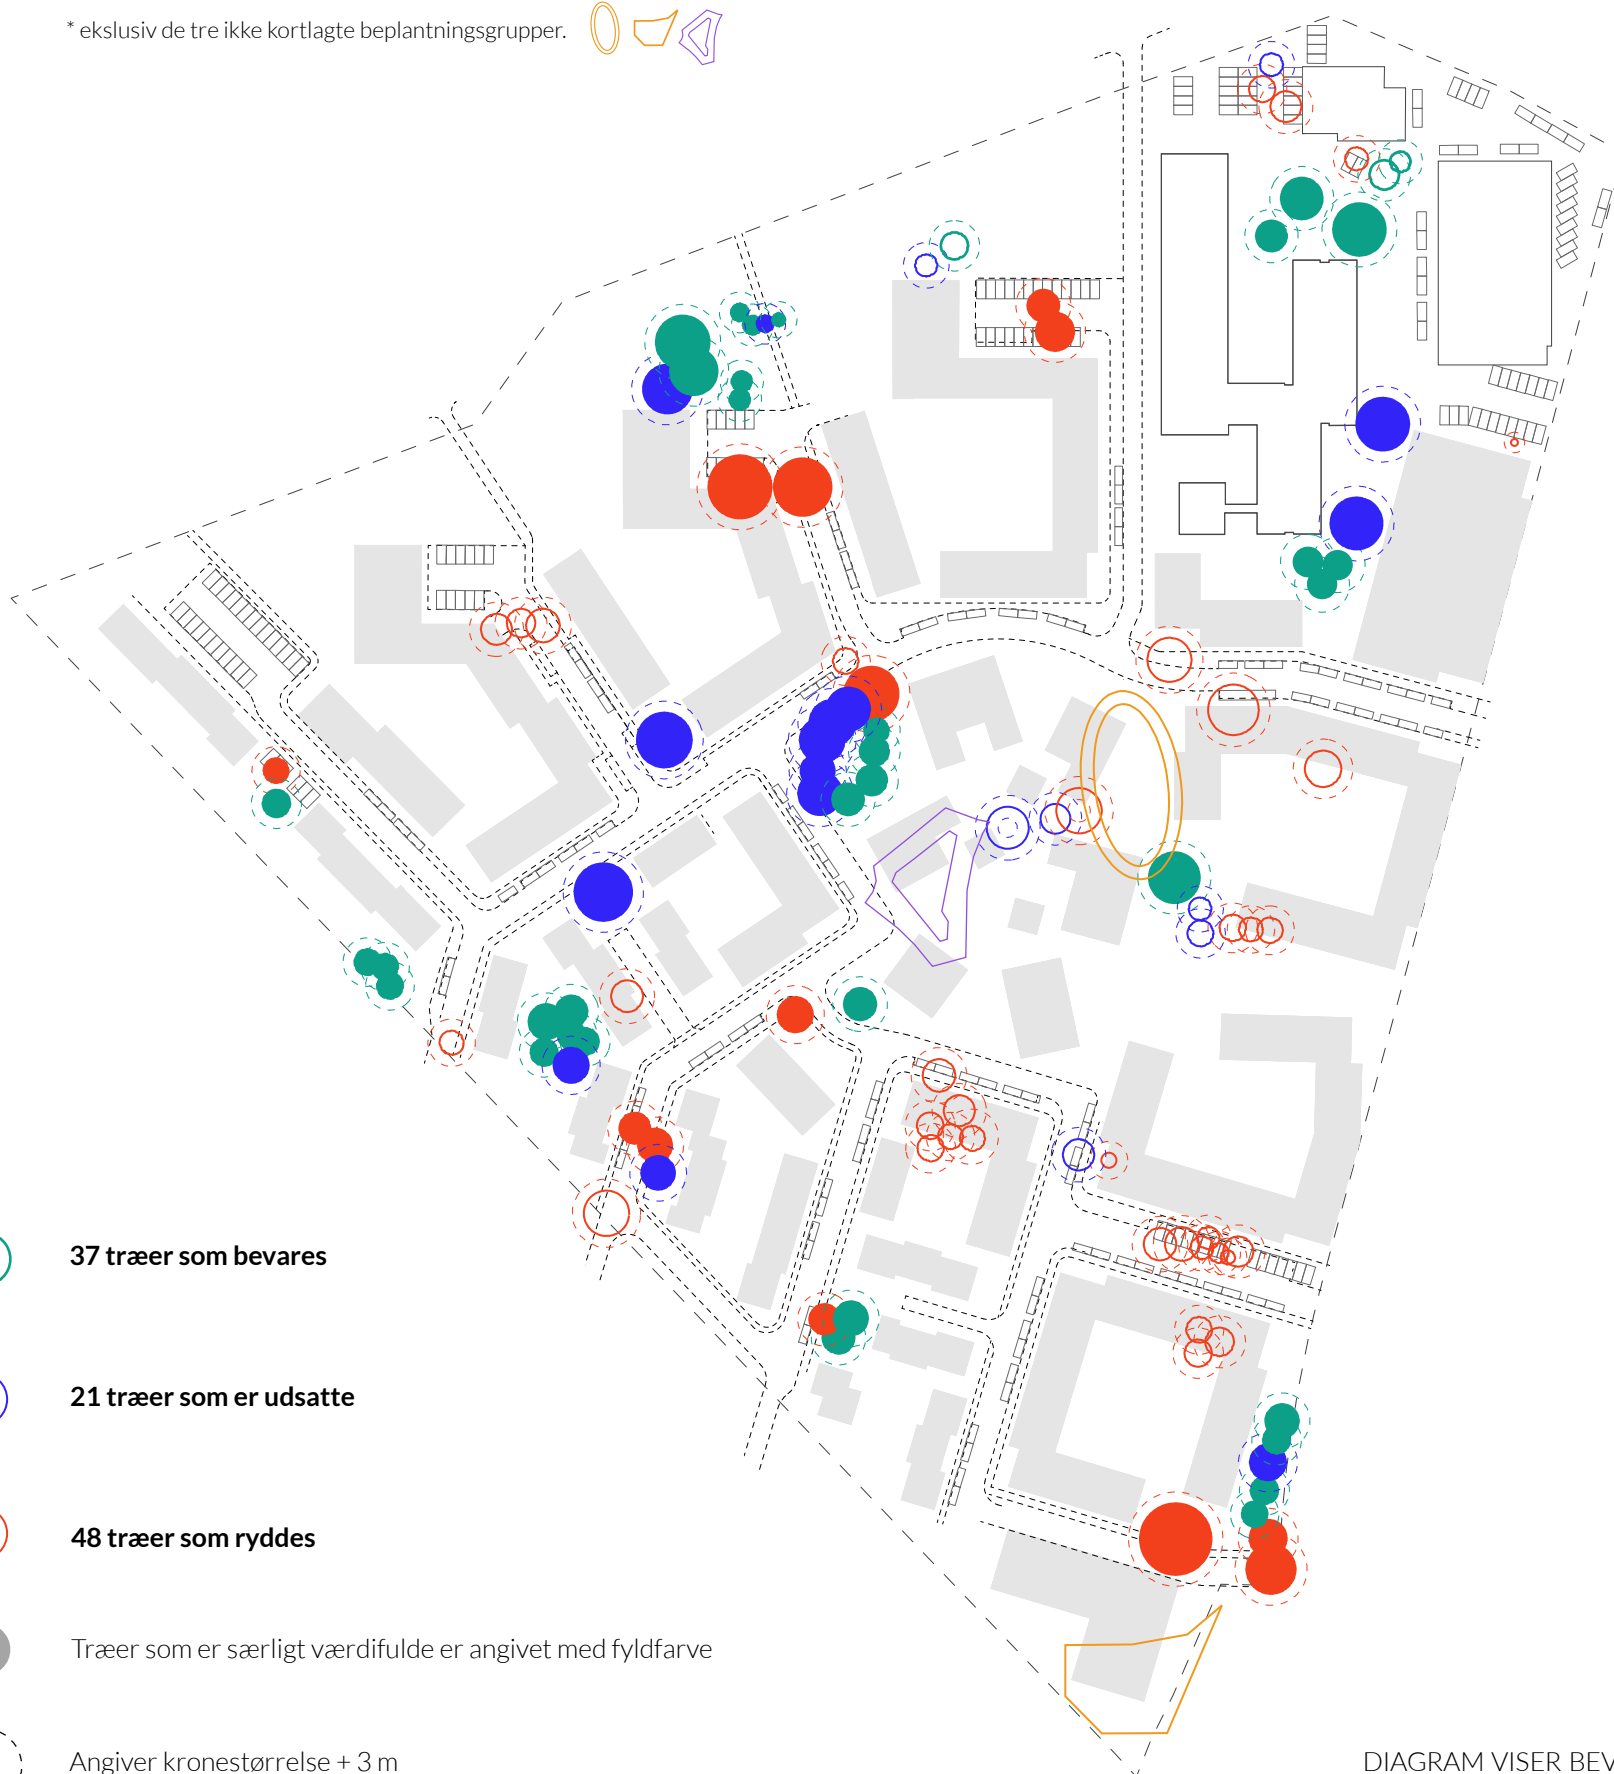 * ekslusiv de tre ikke kortlagte beplantningsgrupper.
37 træer som bevares
21 træer som er udsatte
48 træer som ryddes
Træer som er særligt værdifulde er angivet med fyldfarve
Angiver kronestørrelse + 3 m
DIAGRAM VISER BEV